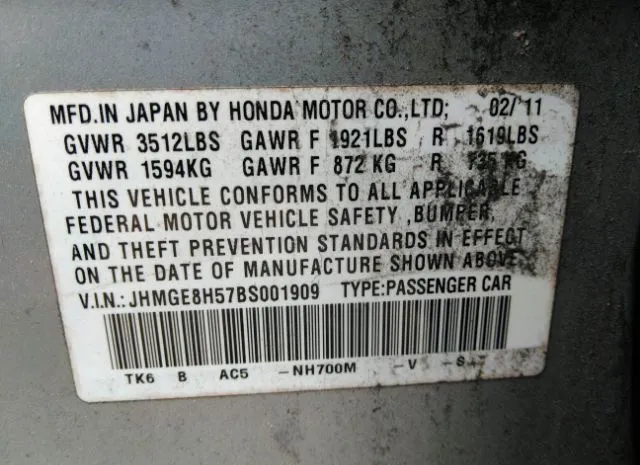 MFD.IN JAPAN BY HONDA MOTOR CO.,LTD; 02/11
GVWR 3512LBS GAWR F 1921LBS R 1619LBS
GVWR 1594KG GAWR F 872 KG R 735 KG
THIS VEHICLE CONFORMS TO ALL APPLICABLE
FEDERAL MOTOR VEHICLE SAFETY ,BUMPER,
AND THEFT PREVENTION STANDARDS IN EFFECT
ON THE DATE OF MANUFACTURE SHOWN ABOVE.
V.I.N.:JHMGE8H57BS001909 TYPE:PASSENGER CAR
TK6 B AC5 -NH700M -V -S